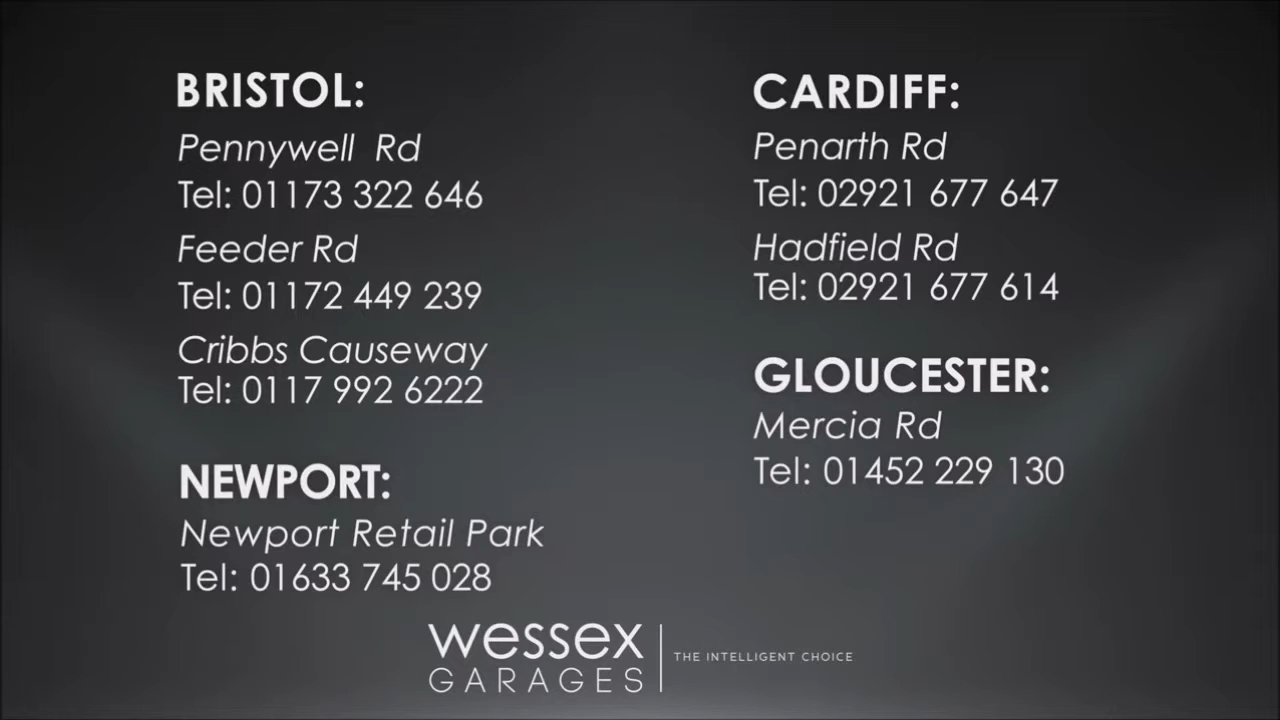 BRISTOL:
Pennywell Rd
Tel: 01173 322 646
Feeder Rd
Tel: 01172 449 239
Cribbs Causeway
Tel: 0117 992 6222
NEWPORT:
Newport Retail Park
Tel: 01633 745 028
CARDIFF:
Penarth Rd
Tel: 02921 677 647
Hadfield Rd
Tel: 02921 677 614
GLOUCESTER:
Mercia Rd
Tel: 01452 229 130
wessex
GARAGES
THE INTELLIGENT CHOICE